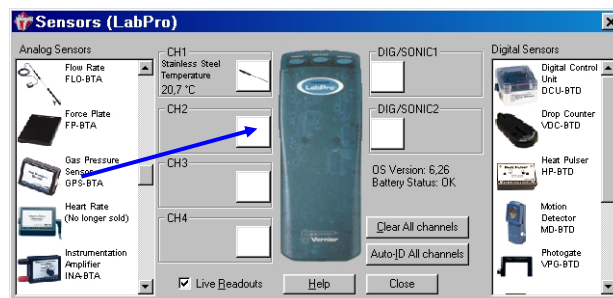 Sensors (LabPro)
Analog Sensors
Flow Rate
FLO-BTA
Force Plate
FP-BTA
Gas Pressure
Sensor
GPS-BTA
Heart Rate
(No longer sold)
Instrumentation
Amplifier
INA-BTA
CH1
Stainless Steel
Temperature
20,7 °C
CH2
CH3
CH4
LabPro
Vernier
DIG/SONIC1
DIG/SONIC2
OS Version: 6,26
Battery Status: OK
Clear All channels
Auto-ID All channels
Live Readouts
Help
Close
Digital Sensors
Digital Control
Unit
DCU-BTD
Drop Counter
VDC-BTD
Heat Pulser
HP-BTD
Motion
Detector
MD-BTD
Photogate
VPG-BTD